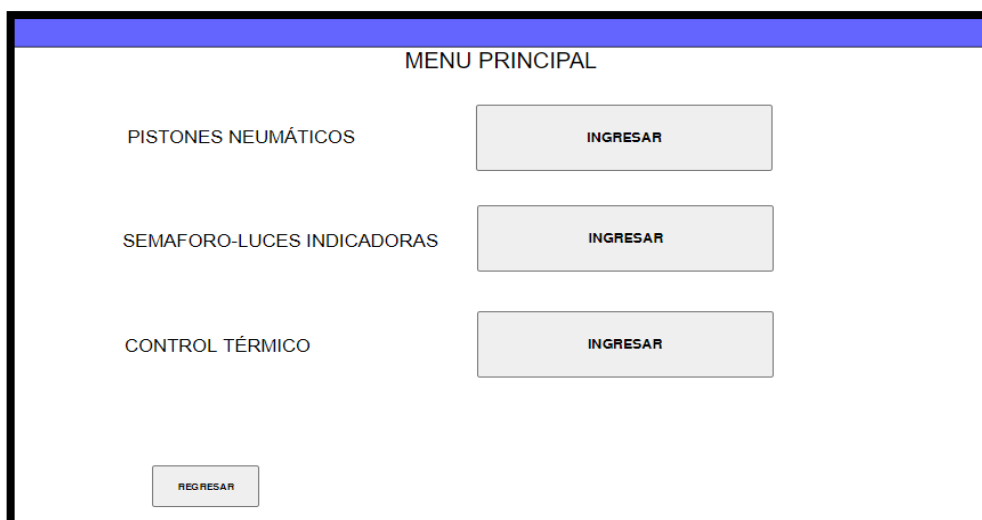 MENU PRINCIPAL
PISTONES NEUMÁTICOS
INGRESAR
SEMAFORO-LUCES INDICADORAS
INGRESAR
CONTROL TÉRMICO
INGRESAR
REGRESAR